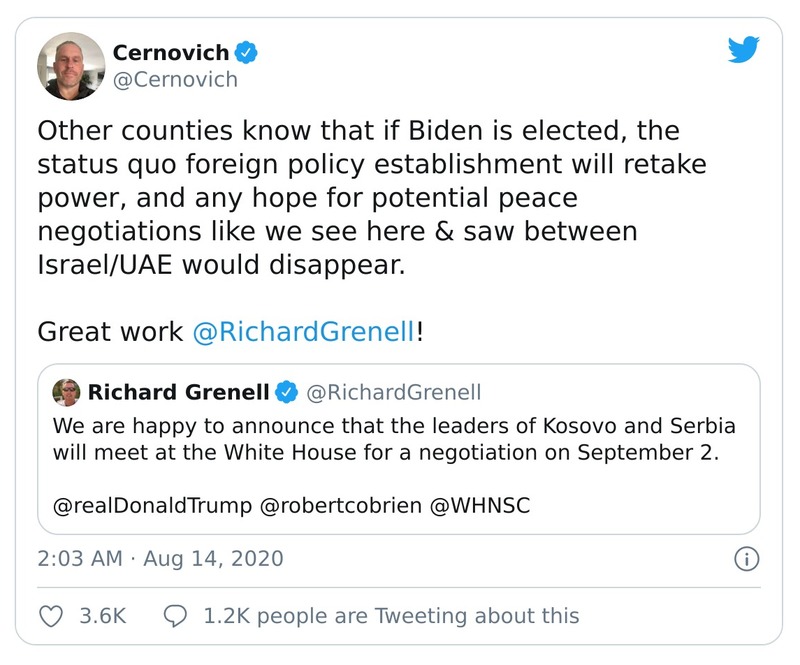 Cernovich
@Cernovich
Other counties know that if Biden is elected, the
status quo foreign policy establishment will retake
power, and any hope for potential peace
negotiations like we see here & saw between
Israel/UAE would disappear.
Great work @RichardGrenell!
Richard Grenell @RichardGrenell
We are happy to announce that the leaders of Kosovo and Serbia
will meet at the White House for a negotiation on September 2.
@realDonaldTrump @robertcobrien @WHNSC
2:03 AM · Aug 14, 2020
3.6K 1.2K people are Tweeting about this